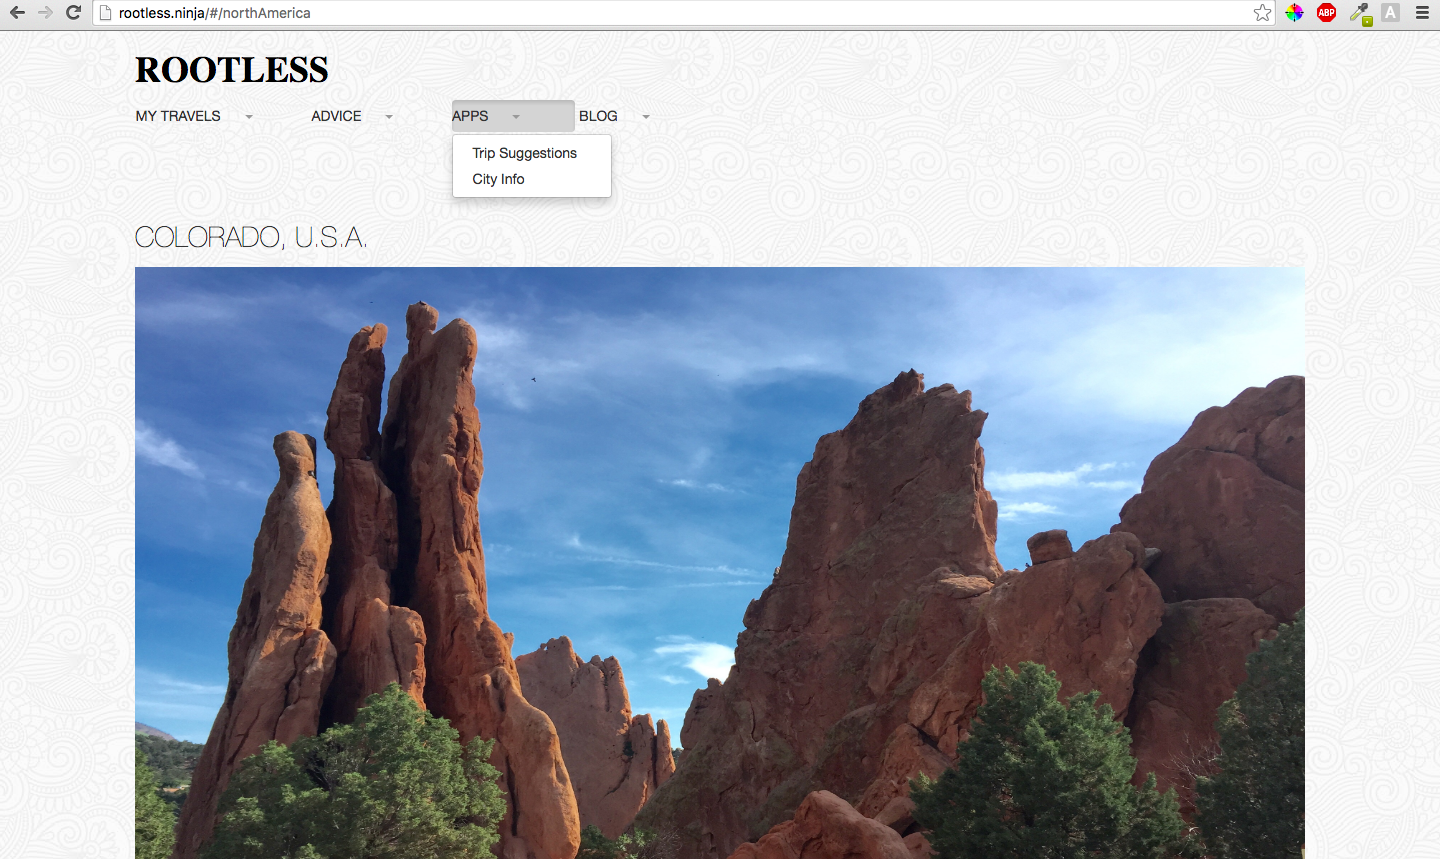 rootless.ninja/#/northAmerica
ABP
A
ROOTLESS
MY TRAVELS ADVICE APPS BLOG
Trip Suggestions
City Info
COLORADO, U.S.A.